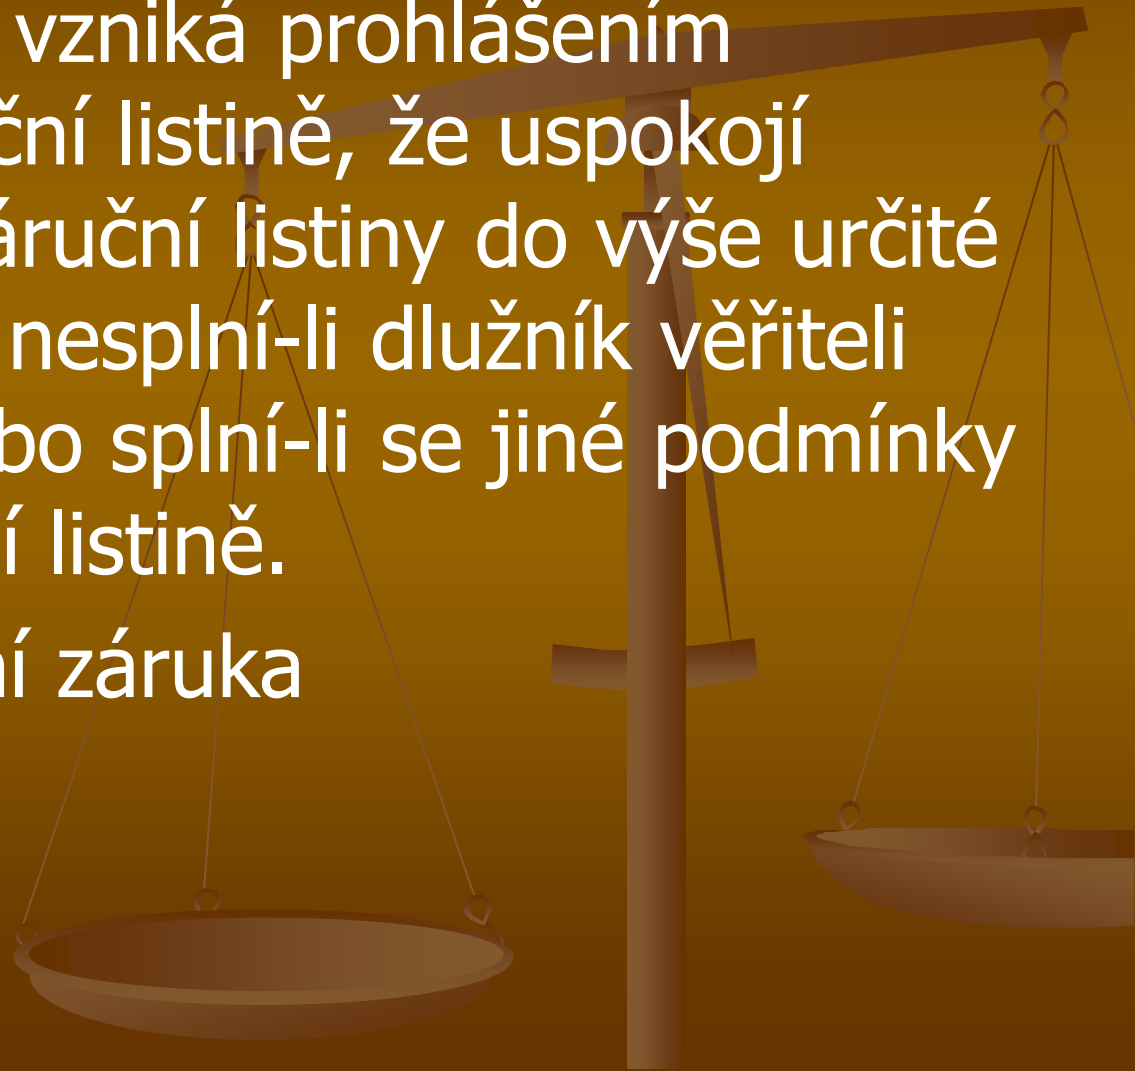 vzniká prohlášením
ční listině, že uspokojí
áruční listiny do výše určité
nesplní-li dlužník věřiteli
bo splní-li se jiné podmínky
í listině.
ní záruka